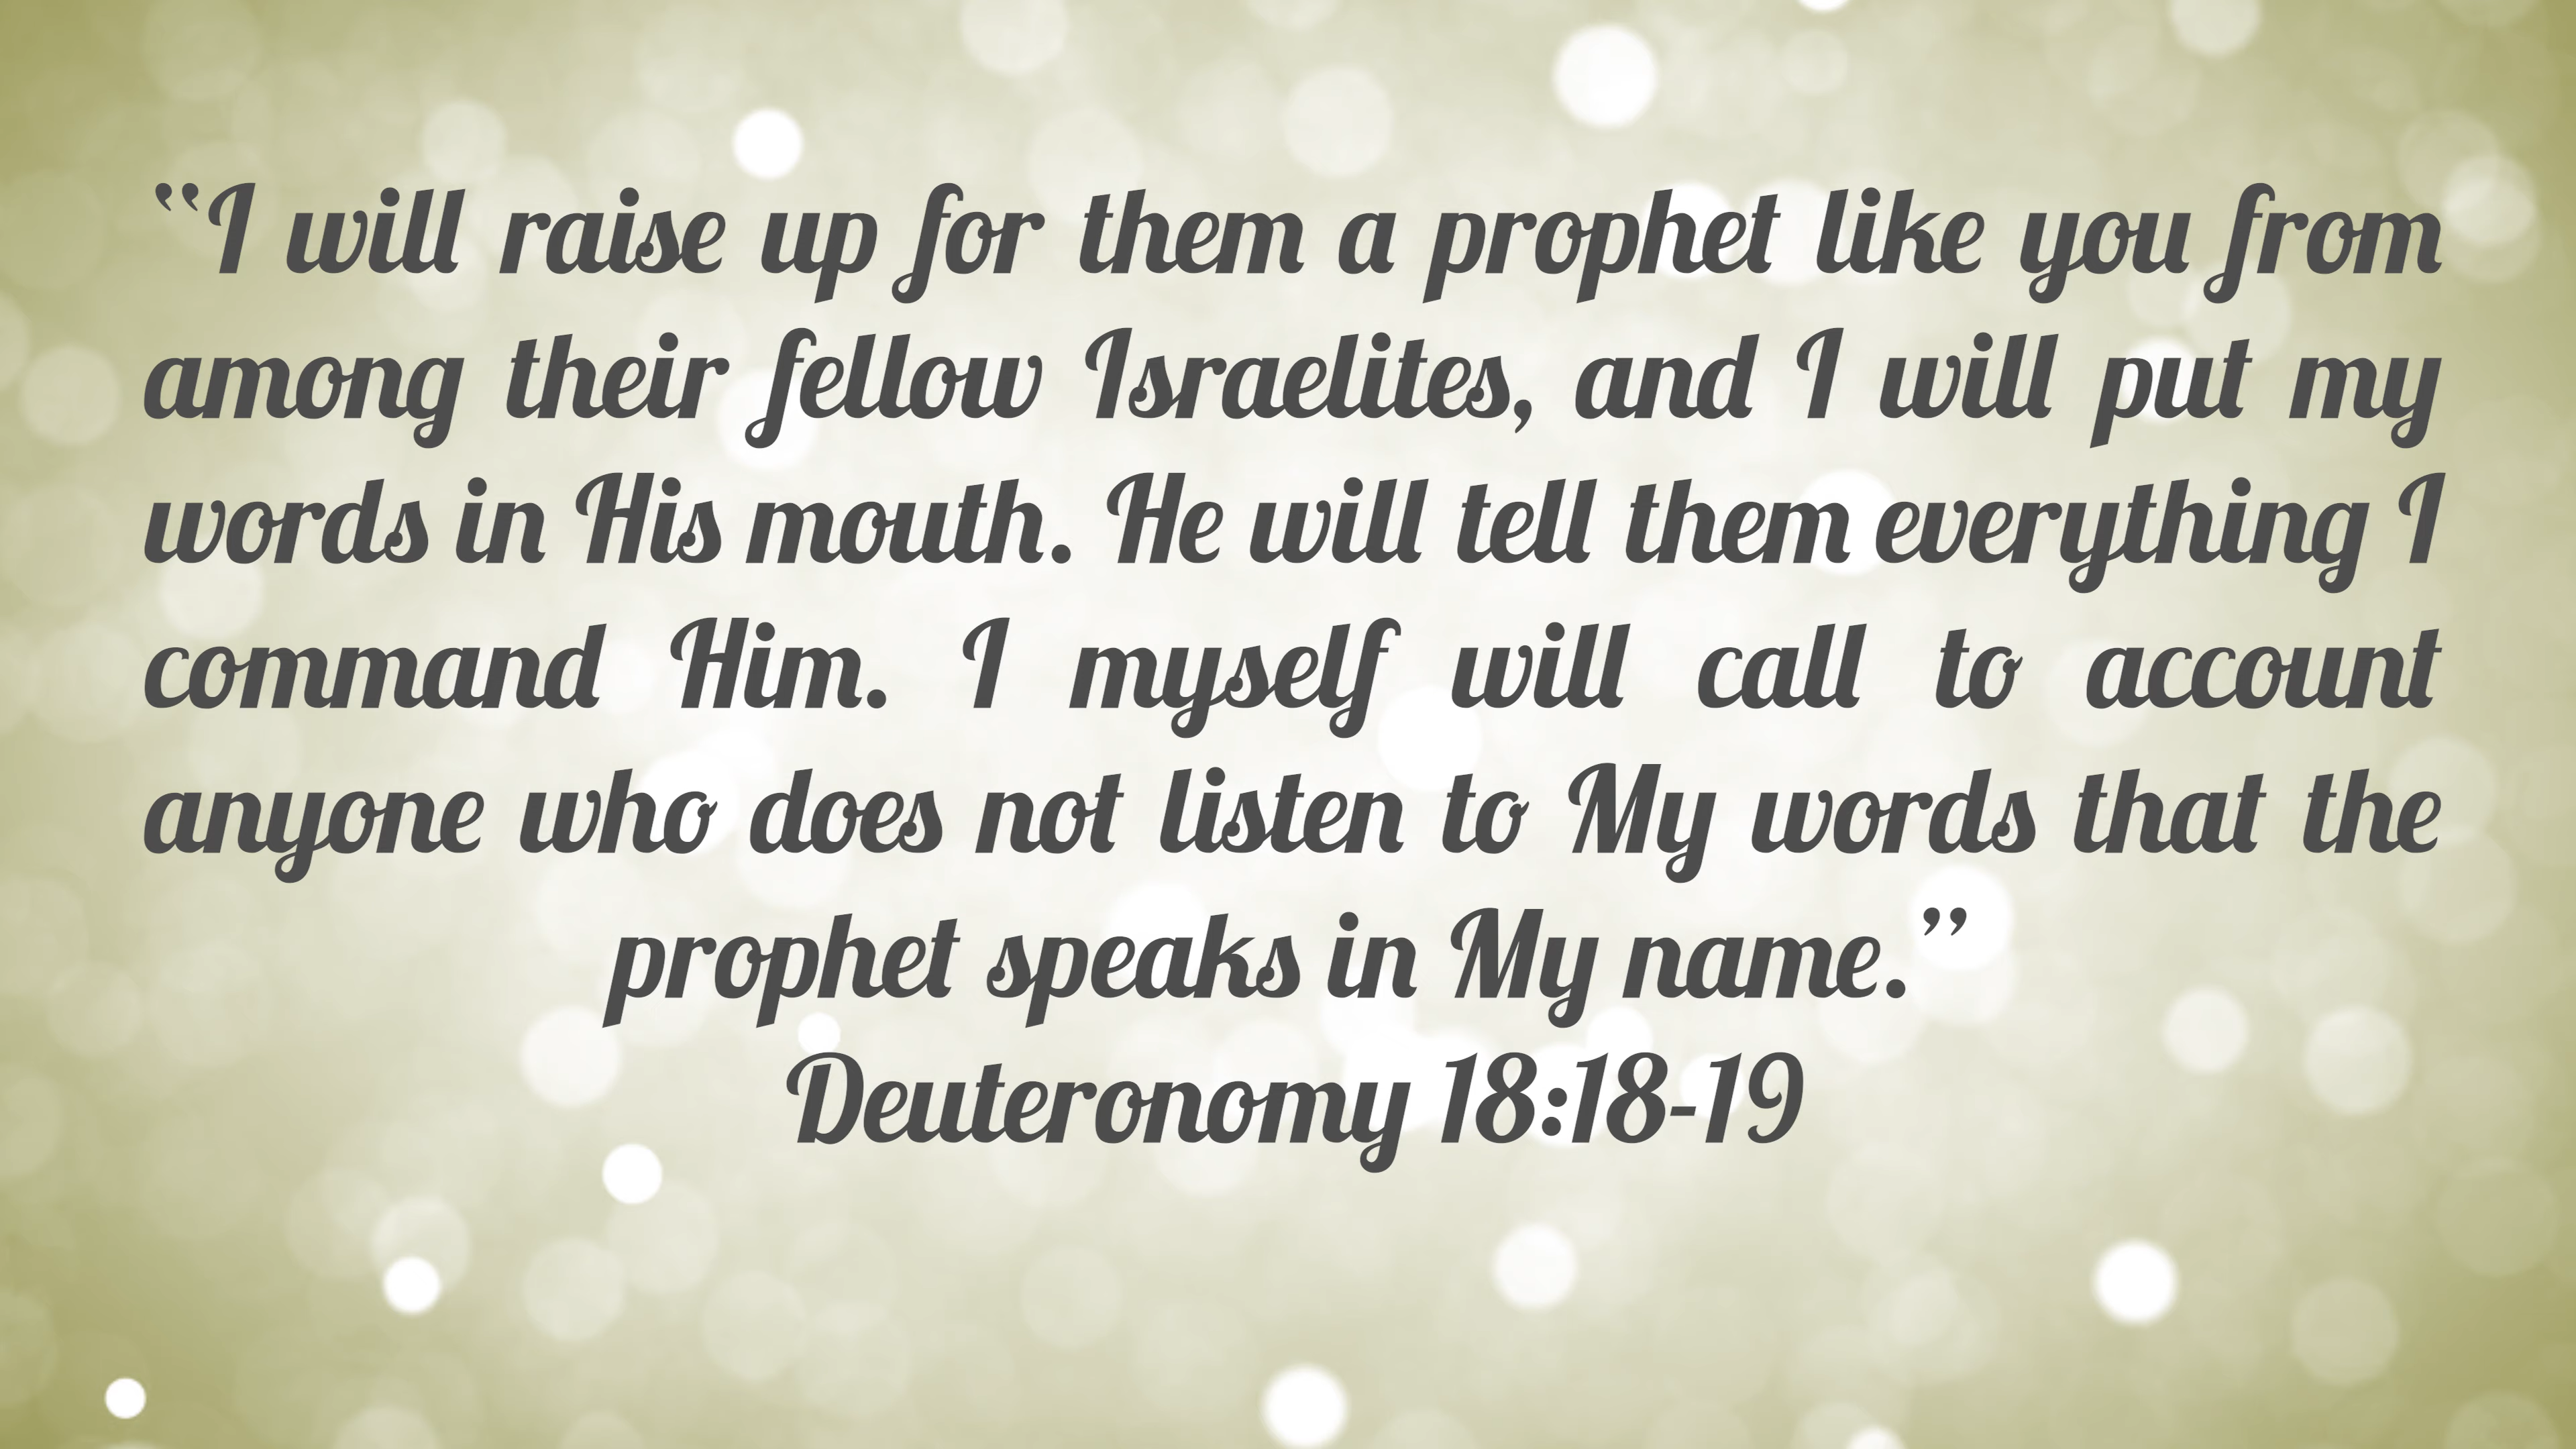 “I will raise up for them a prophet like you from
among their fellow Israelites, and I will put my
words in His mouth. He will tell them everything I
command Him. I myself will call to account
anyone who does not listen to My words that the
prophet speaks in My name.”
Deuteronomy 18:18-19